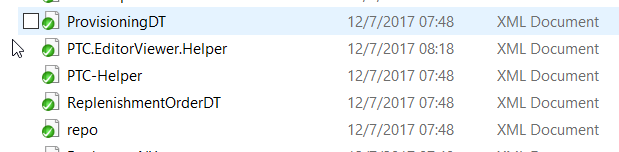 ProvisioningDT 12/7/2017 07:48 XML Document
PTC.EditorViewer.Helper 12/7/2017 08:18 XML Document
PTC-Helper 12/7/2017 07:48 XML Document
ReplenishmentOrderDT 12/7/2017 07:48 XML Document
repo 12/7/2017 07:48 XML Document